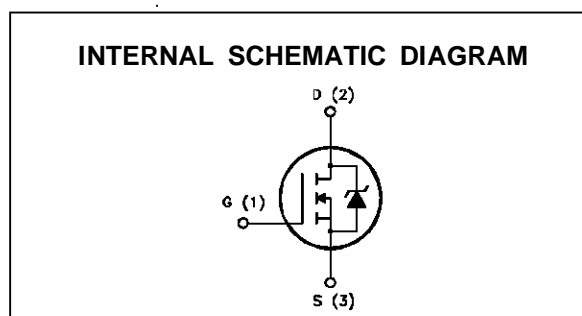 INTERNAL SCHEMATIC DIAGRAM
D (2)
G (1)
S (3)